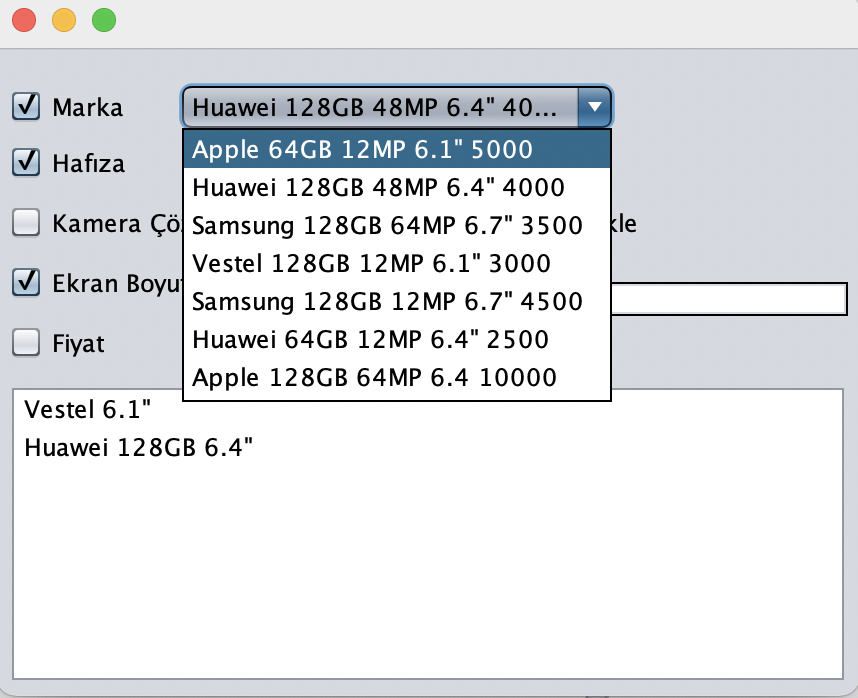 Marka
Huawei 128GB 48MP 6.4" 40...
Apple 64GB 12MP 6.1" 5000
Hafıza
Huawei 128GB 48MP 6.4" 4000
Kamera Çö
Samsung 128GB 64MP 6.7" 3500
kle
Vestel 128GB 12MP 6.1" 3000
Ekran Boyut
Samsung 128GB 12MP 6.7" 4500
Huawei 64GB 12MP 6.4" 2500
Fiyat
Apple 128GB 64MP 6.4 10000
Vestel 6.1"
Huawei 128GB 6.4"